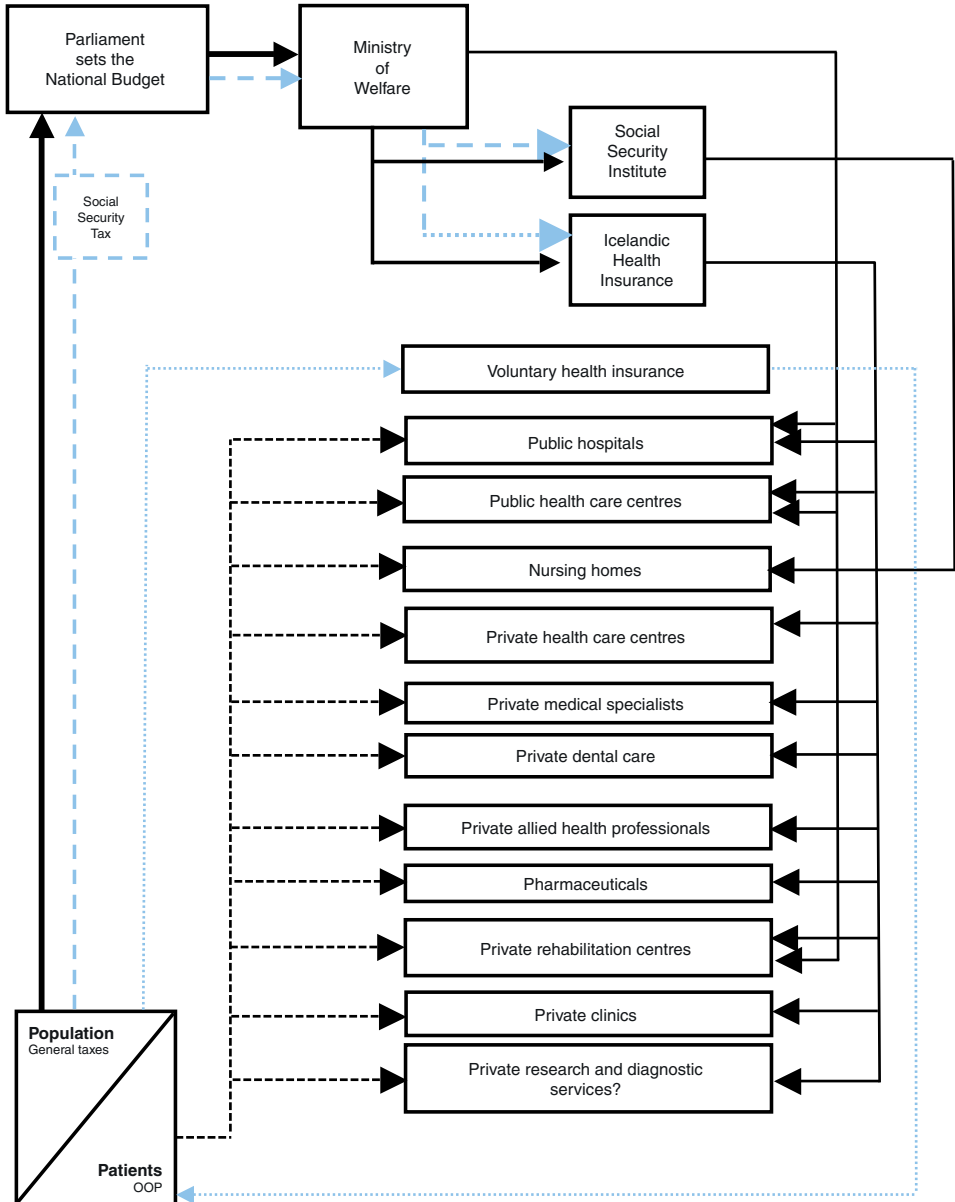 Parliament
sets the
National Budget
Ministry
of
Welfare
Social
Security
Institute
Social
Security
Tax
Icelandic
Health
Insurance
Voluntary health insurance
Public hospitals
Public health care centres
Nursing homes
Private health care centres
Private medical specialists
Private dental care
Private allied health professionals
Pharmaceuticals
Private rehabilitation centres
Private clinics
Private research and diagnostic
services?
Population
General taxes
Patients
OOP